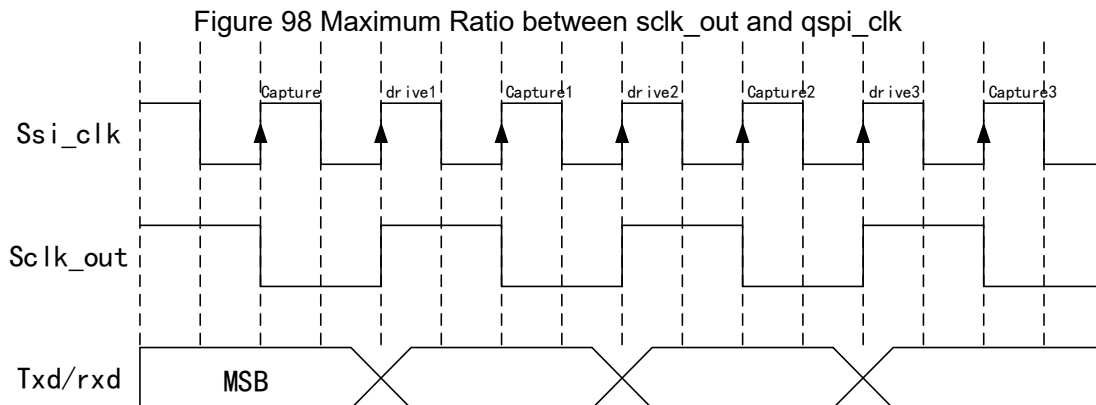 Figure 98 Maximum Ratio between sclk_out and qspi_clk
Capture drive1 Capture1 drive2 Capture2 drive3 Capture3
Ssi_clk
Sclk_out
Txd/rxd MSB